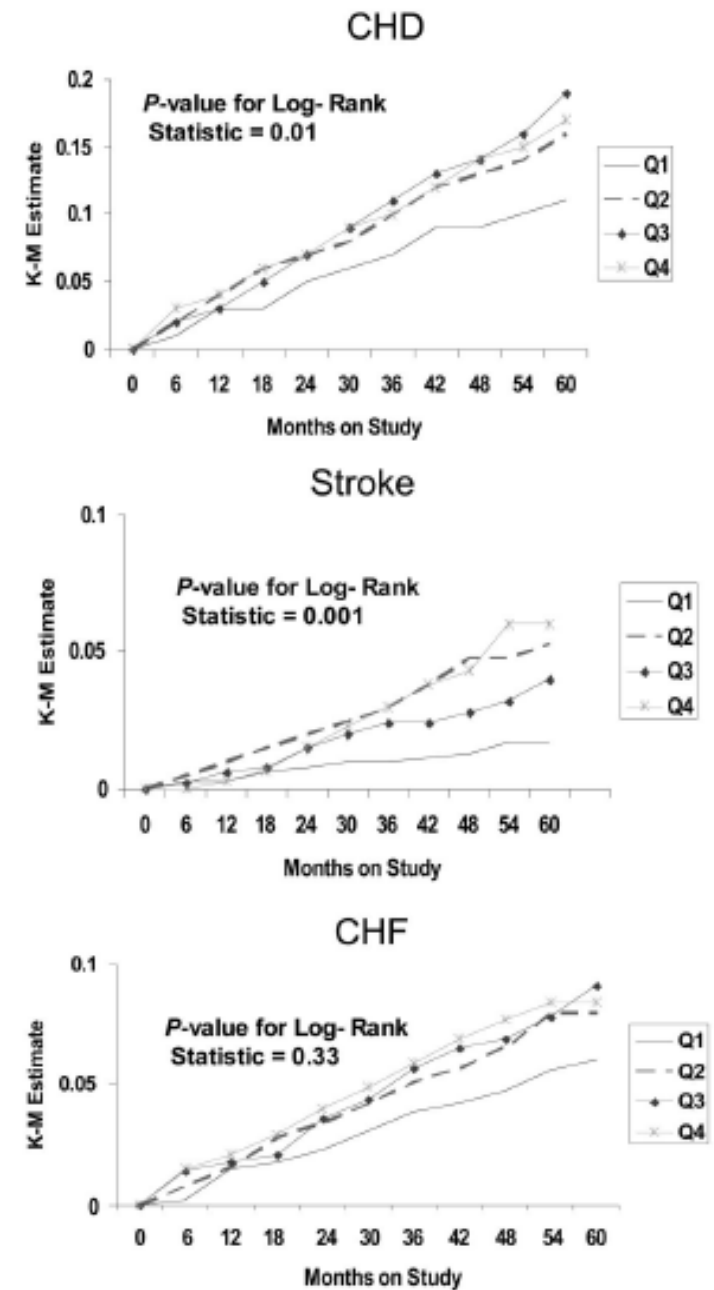 CHD
0.2
P-value for Log- Rank
Statistic = 0.01
0.15
0.1
0.05
0
K-M Estimate
Q1
Q2
Q3
Q4
0 6 12 18 24 30 36 42 48 54 60
Months on Study
Stroke
0.1
P-value for Log- Rank
Statistic = 0.001
0.05
0
K-M Estimate
Q1
Q2
Q3
Q4
0 6 12 18 24 30 36 42 48 54 60
Months on Study
CHF
0.1
P-value for Log- Rank
Statistic = 0.33
0.05
0
K-M Estimate
Q1
Q2
Q3
Q4
0 6 12 18 24 30 36 42 48 54 60
Months on Study